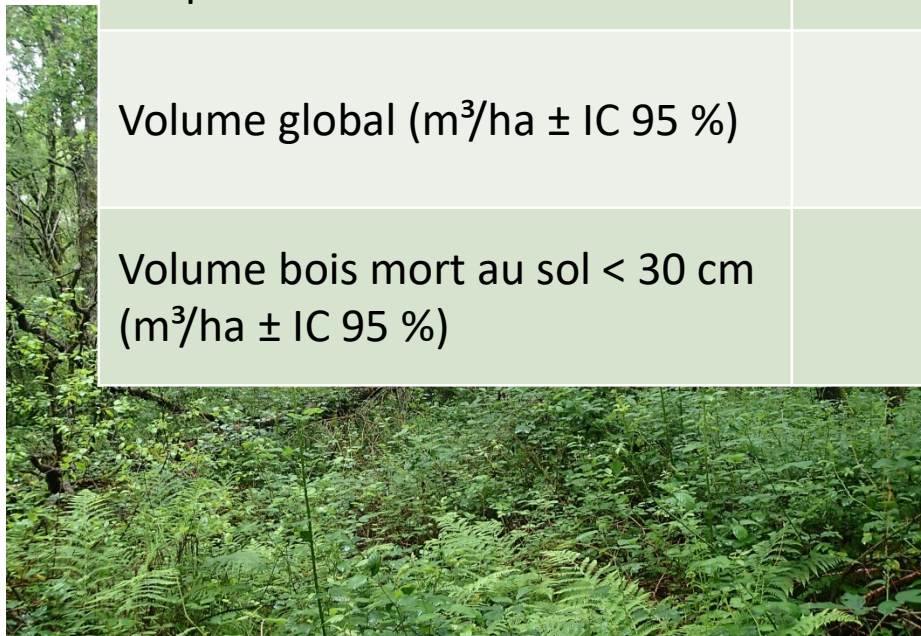 Volume global (m³/ha ± IC 95 %)
Volume bois mort au sol < 30 cm
(m³/ha ± IC 95 %)